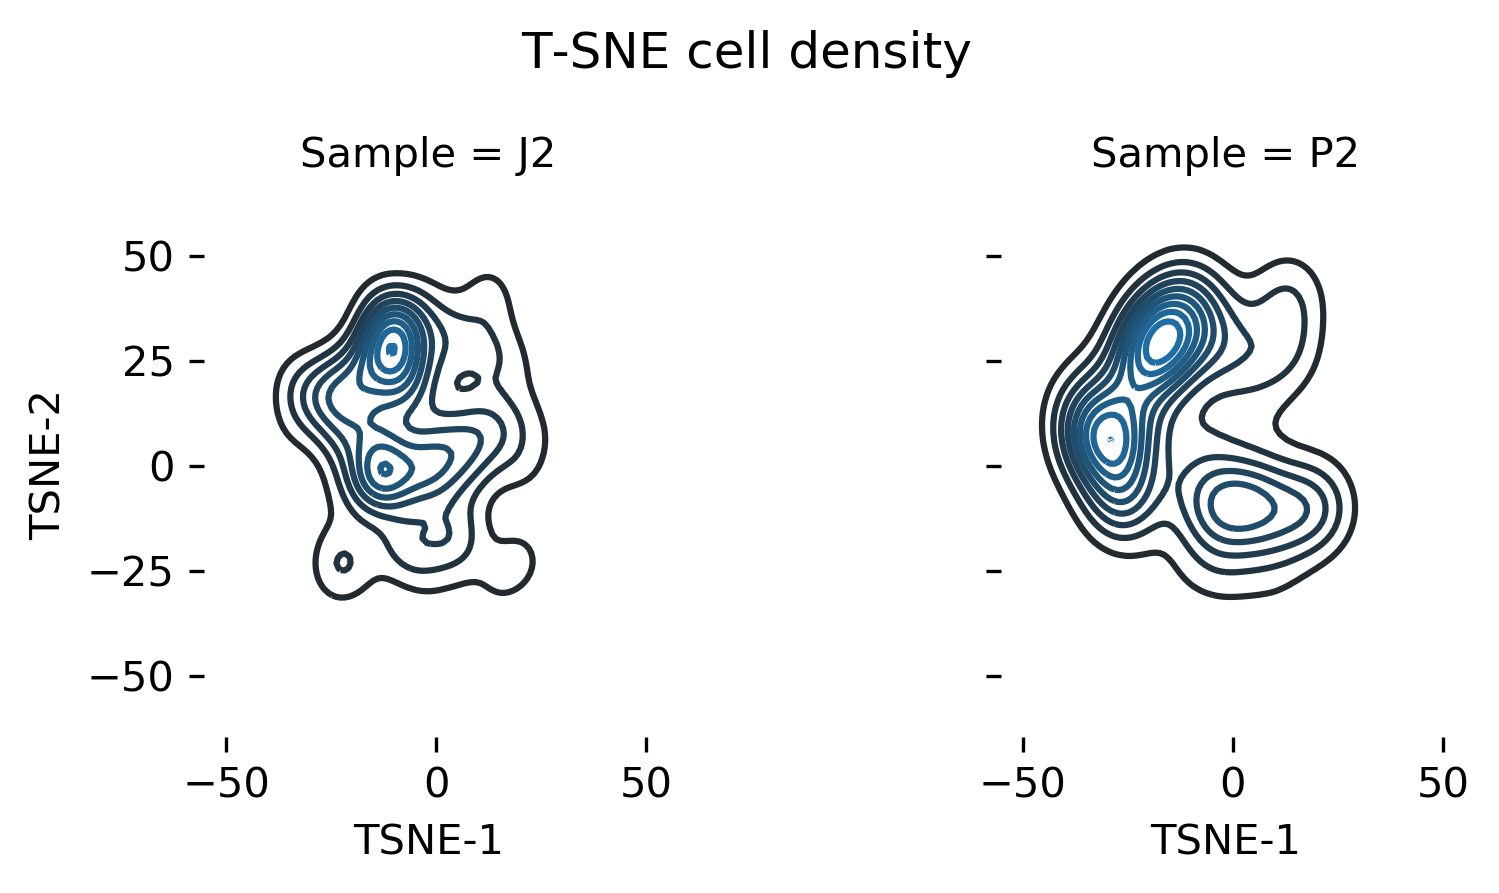 T-SNE cell density
Sample = J2
Sample = P2
50
25
0
−25
−50
TSNE-2
−50 0 50
−50 0 50
TSNE-1
TSNE-1